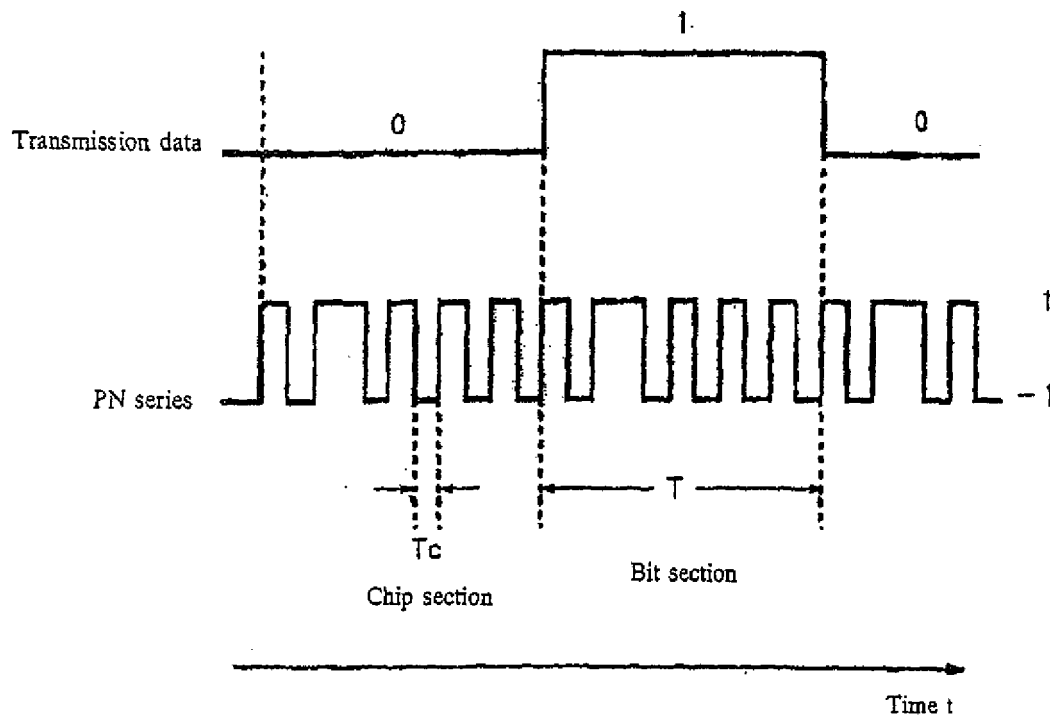 1
0
0
Transmission data
1
PN series
-1
T
Tc
Bit section
Chip section
Time t